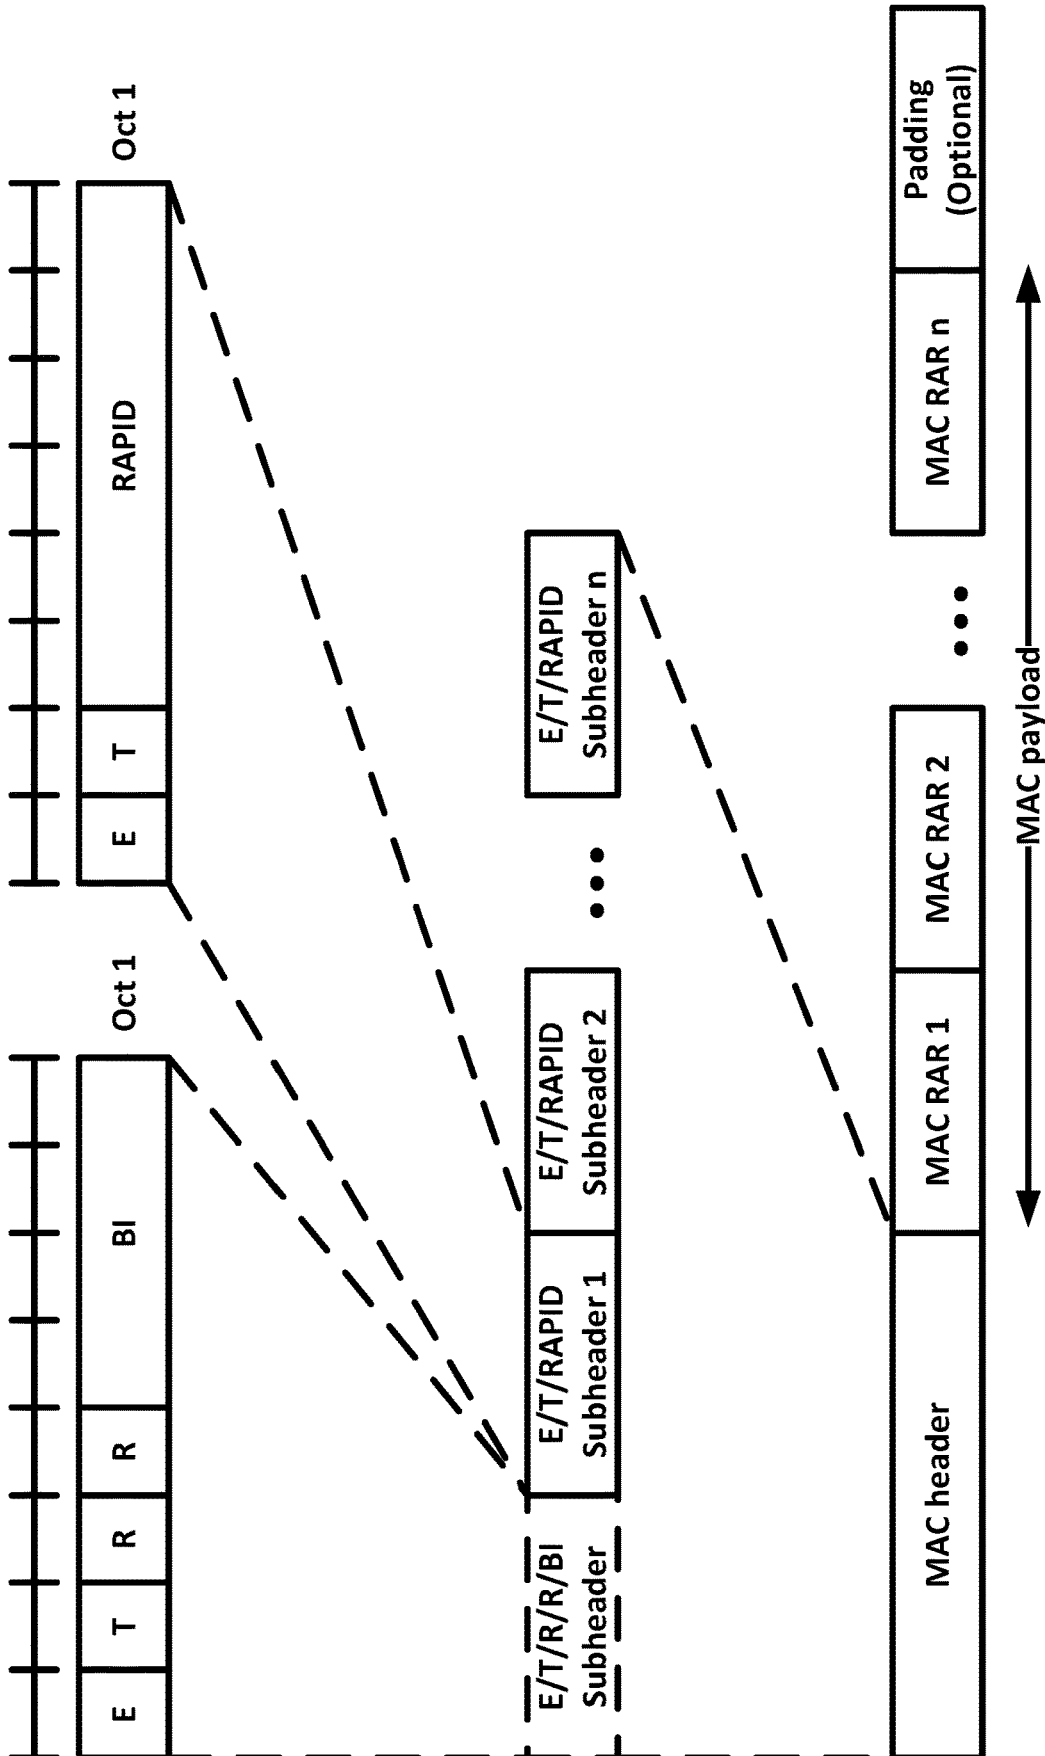 E
T
R
R
BI
Oct 1
E
T
RAPID
Oct 1
E/T/R/R/BI
Subheader
E/T/RAPID
Subheader 1
E/T/RAPID
Subheader 2
•••
E/T/RAPID
Subheader n
MAC header
MAC RAR 1
MAC RAR 2
•••
MAC RAR n
Padding
(Optional)
MAC payload